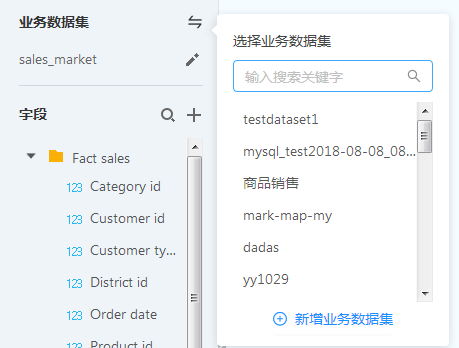 业务数据集
sales_market
字段
Fact sales
123 Category id
123 Customer id
123 Customer ty...
123 District id
123 Order date
123 Product id
选择业务数据集
输入搜索关键字
testdataset1
mysql_test2018-08-08_08...
商品销售
mark-map-my
dadas
yy1029
新增业务数据集